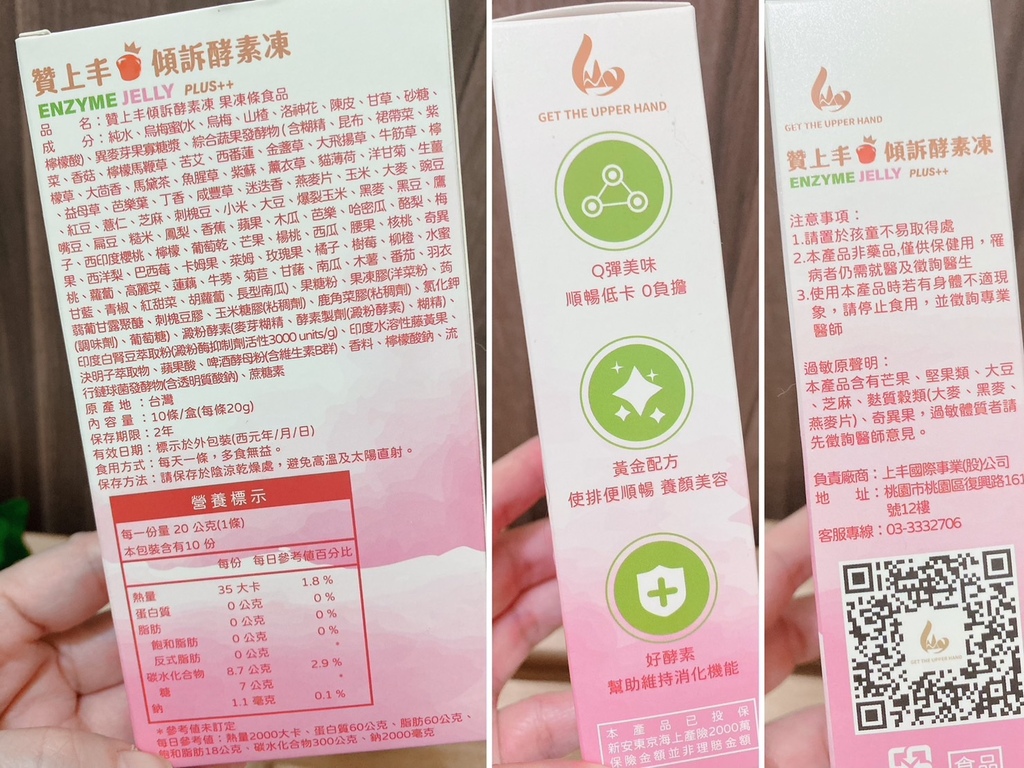 贊上丰 傾訴酵素凍
ENZYME JELLY PLUS++
品　名：贊上丰傾訴酵素凍 果凍條食品
成　分：純水、烏梅蜜水、烏梅、山楂、洛神花、陳皮、甘草、砂糖、
檸檬酸)、異麥芽果寡糖漿、綜合蔬果發酵物(含糊精、昆布、裙帶菜、紫
菜、香菇、檸檬馬鞭草、苦艾、西番蓮、金盞草、大飛揚草、牛筋草、檸
檬草、大茴香、馬黛茶、魚腥草、紫蘇、薰衣草、貓薄荷、洋甘菊、生薑
、益母草、芭樂葉、丁香、咸豐草、迷迭香、燕麥片、玉米、大麥、豌豆
、紅豆、薏仁、芝麻、刺槐豆、小米、大豆、爆裂玉米、黑麥、黑豆、鷹
嘴豆、扁豆、糙米、鳳梨、香蕉、蘋果、木瓜、芭樂、哈密瓜、酪梨、梅
子、西印度櫻桃、檸檬、葡萄乾、芒果、楊桃、西瓜、腰果、核桃、奇異
果、西洋梨、巴西莓、卡姆果、萊姆、玫瑰果、橘子、樹莓、柳橙、水蜜
桃、蘿蔔、高麗菜、蓮藕、牛蒡、菊苣、甘藷、南瓜、木薯、番茄、羽衣
甘藍、青椒、紅甜菜、胡蘿蔔、長型南瓜)、果糖粉、果凍膠(洋菜粉、蒟
蒻葡甘露聚醣、刺槐豆膠、玉米糖膠(粘稠劑)、鹿角菜膠(粘稠劑)、氯化鉀
(調味劑)、葡萄糖)、澱粉酵素(麥芽糊精、酵素製劑(澱粉酵素)、糊精)、
印度白腎豆萃取粉(澱粉酶抑制劑活性3000 units/g)、印度水溶性藤黃果、
決明子萃取物、蘋果酸、啤酒酵母粉(含維生素B群)、香料、檸檬酸鈉、流
行鏈球菌發酵物(含透明質酸鈉)、蔗糖素
原 產 地：台灣
內 容 量：10條/盒(每條20g)
保存期限：2年
有效日期：標示於外包裝(西元年/月/日)
食用方式：每天一條，多食無益。
保存方法：請保存於陰涼乾燥處，避免高溫及太陽直射。
營養標示
每一份量 20 公克(1條)
本包裝含有10 份
每份 每日參考值百分比
熱量 35 大卡 1.8 %
蛋白質 0 公克 0 %
脂肪 0 公克 0 %
飽和脂肪 0 公克 0 %
反式脂肪 0 公克 *
碳水化合物 8.7 公克 2.9 %
糖 7 公克 *
鈉 1.1 毫克 0.1 %
*參考值未訂定
每日參考值：熱量2000大卡、蛋白質60公克、脂肪60公克、
飽和脂肪18公克、碳水化合物300公克、鈉2000毫克
GET THE UPPER HAND
Q彈美味
順暢低卡 0負擔
黃金配方
使排便順暢 養顏美容
好酵素
幫助維持消化機能
本產品已投保
新安東京海上產險2000萬
保險金額並非理賠金額
GET THE UPPER HAND
贊上丰 傾訴酵素凍
ENZYME JELLY PLUS++
注意事項：
1.請置於孩童不易取得處
2.本產品非藥品,僅供保健用，罹
病者仍需就醫及徵詢醫生
3.使用本產品時若有身體不適現
象，請停止食用，並徵詢專業
醫師
過敏原聲明：
本產品含有芒果、堅果類、大豆
、芝麻、麩質穀類(大麥、黑麥、
燕麥片)、奇異果，過敏體質者請
先徵詢醫師意見。
負責廠商：上丰國際事業(股)公司
地　　址：桃園市桃園區復興路161
號12樓
客服專線：03-3332706
GET THE UPPER HAND
食品